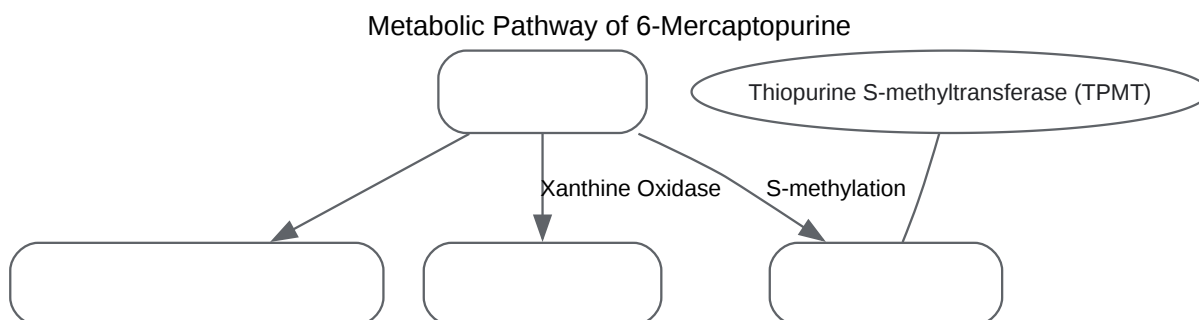 Metabolic Pathway of 6-Mercaptopurine
Thiopurine S-methyltransferase (TPMT)
Xanthine Oxidase
S-methylation